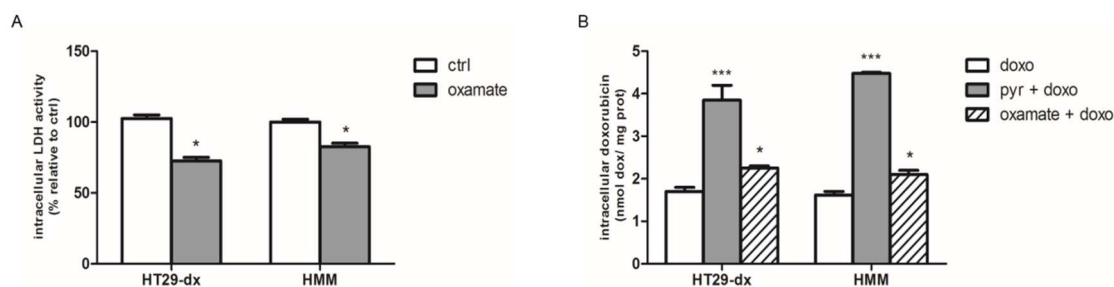 A
intracellular LDH activity
(% relative to ctrl)
150
100
50
0
*
*
HT29-dx
HMM
ctrl
oxamate
B
intracellular doxorubicin
(nmol dox/ mg prot)
5
4
3
2
1
0
***
*
***
*
HT29-dx
HMM
doxo
pyr + doxo
oxamate + doxo